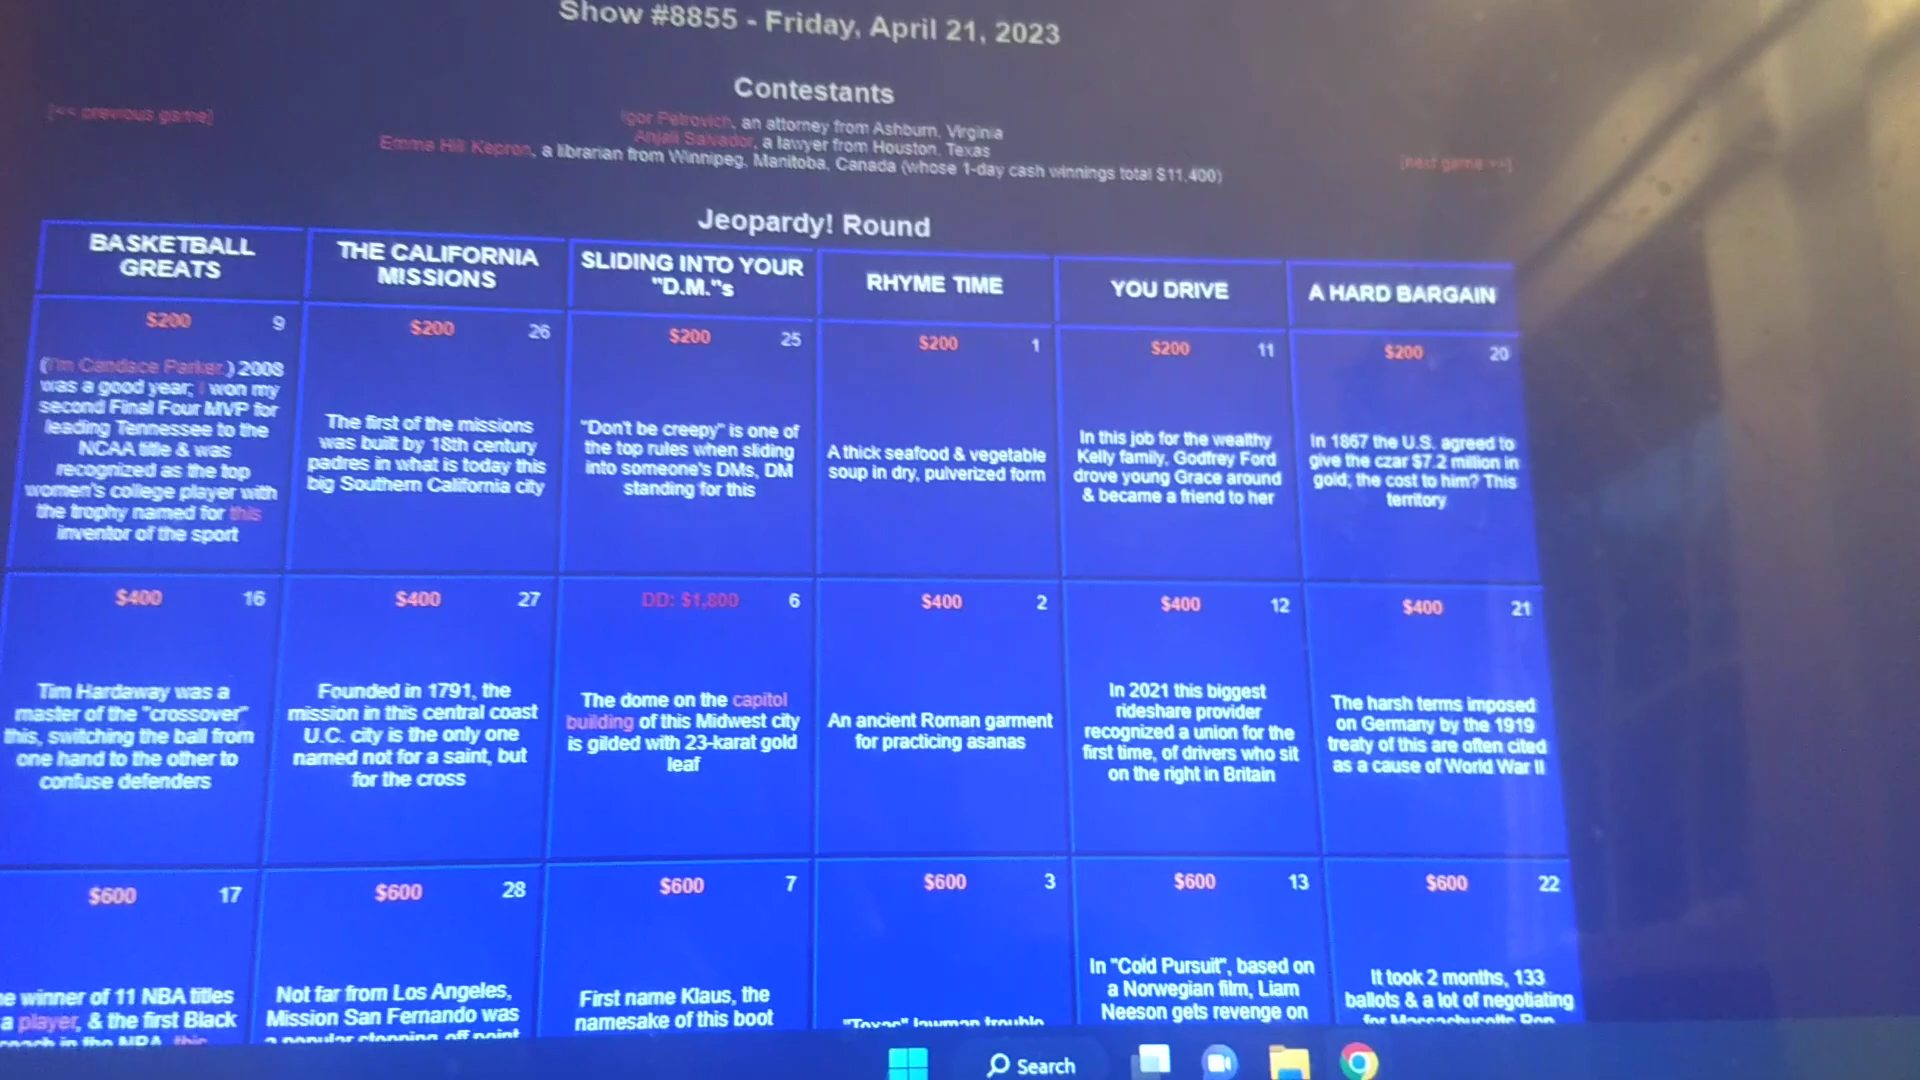 Show #8855 - Friday, April 21, 2023
Contestants
[<< previous game]
Igor Petrovich, an attorney from Ashburn, Virginia
Anjali Salvador, a lawyer from Houston, Texas
Emma Hill Kepron, a librarian from Winnipeg, Manitoba, Canada (whose 1-day cash winnings total $11,400)
[next game >>]
Jeopardy! Round
BASKETBALL
GREATS
THE CALIFORNIA
MISSIONS
SLIDING INTO YOUR
"D.M."s
RHYME TIME
YOU DRIVE
A HARD BARGAIN
$200 9
(I'm Candace Parker.) 2008
was a good year; I won my
second Final Four MVP for
leading Tennessee to the
NCAA title & was
recognized as the top
women's college player with
the trophy named for this
inventor of the sport
$200 26
The first of the missions
was built by 18th century
padres in what is today this
big Southern California city
$200 25
"Don't be creepy" is one of
the top rules when sliding
into someone's DMs, DM
standing for this
$200 1
A thick seafood & vegetable
soup in dry, pulverized form
$200 11
In this job for the wealthy
Kelly family, Godfrey Ford
drove young Grace around
& became a friend to her
$200 20
In 1867 the U.S. agreed to
give the czar $7.2 million in
gold; the cost to him? This
territory
$400 16
Tim Hardaway was a
master of the "crossover"
this, switching the ball from
one hand to the other to
confuse defenders
$400 27
Founded in 1791, the
mission in this central coast
U.C. city is the only one
named not for a saint, but
for the cross
DD: $1,800 6
The dome on the capitol
building of this Midwest city
is gilded with 23-karat gold
leaf
$400 2
An ancient Roman garment
for practicing asanas
$400 12
In 2021 this biggest
rideshare provider
recognized a union for the
first time, of drivers who sit
on the right in Britain
$400 21
The harsh terms imposed
on Germany by the 1919
treaty of this are often cited
as a cause of World War II
$600 17
winner of 11 NBA titles
a player, & the first Black
in the NBA, this
$600 28
Not far from Los Angeles,
Mission San Fernando was
a popular stopping off point
$600 7
First name Klaus, the
namesake of this boot
$600 3
"Texas" lawman trouble
$600 13
In "Cold Pursuit", based on
a Norwegian film, Liam
Neeson gets revenge on
$600 22
It took 2 months, 133
ballots & a lot of negotiating
for Massachusetts Rep.
Search